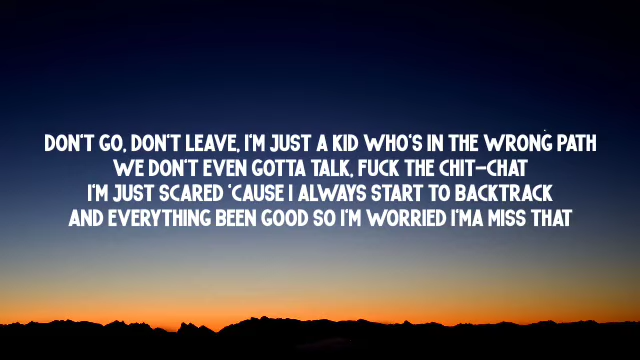 DON'T GO, DON'T LEAVE, I'M JUST A KID WHO'S IN THE WRONG PATH
WE DON'T EVEN GOTTA TALK, FUCK THE CHIT-CHAT
I'M JUST SCARED 'CAUSE I ALWAYS START TO BACKTRACK
AND EVERYTHING BEEN GOOD SO I'M WORRIED I'MA MISS THAT